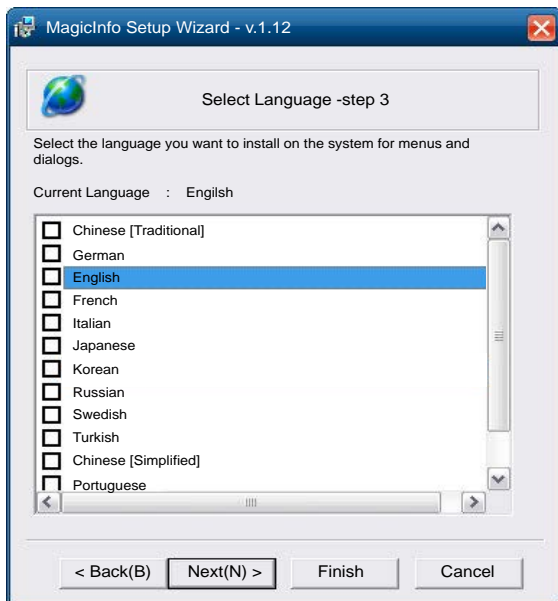 MagicInfo Setup Wizard - v.1.12
Select Language -step 3
Select the language you want to install on the system for menus and
dialogs.
Current Language : Engilsh
Chinese [Traditional]
German
English
French
Italian
Japanese
Korean
Russian
Swedish
Turkish
Chinese [Simplified]
Portuguese
< Back(B) Next(N) > Finish Cancel